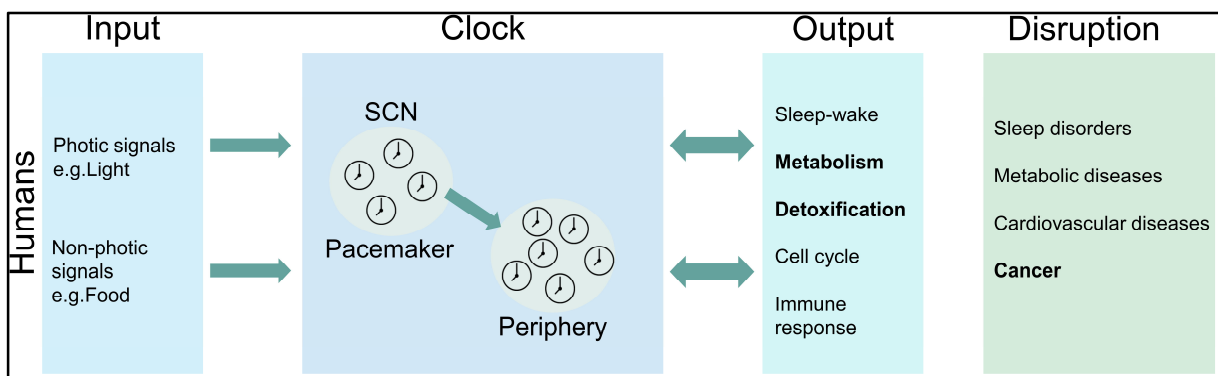 Input
Clock
Output
Disruption
Humans
Photic signals
e.g.Light
Non-photic
signals
e.g.Food
SCN
Pacemaker
Periphery
Sleep-wake
Metabolism
Detoxification
Cell cycle
Immune
response
Sleep disorders
Metabolic diseases
Cardiovascular diseases
Cancer